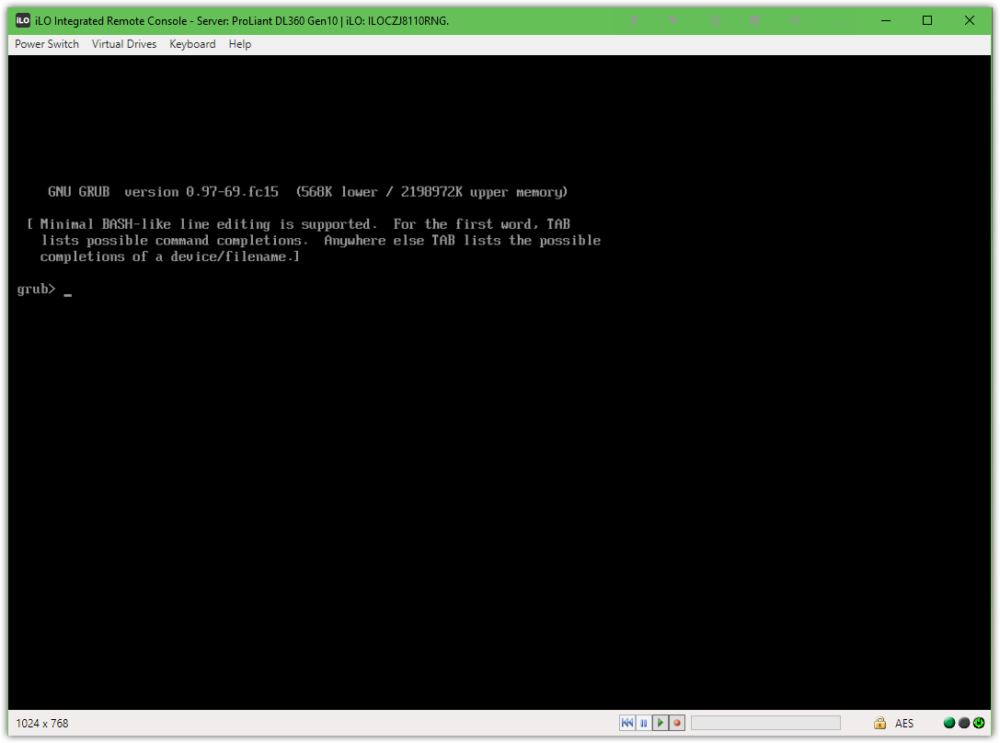 iLO iLO Integrated Remote Console - Server: ProLiant DL360 Gen10 | iLO: ILOCZJ8110RNG.
Power Switch Virtual Drives Keyboard Help
GNU GRUB version 0.97-69.fc15 (568K lower / 2198972K upper memory)
[ Minimal BASH-like line editing is supported. For the first word, TAB
lists possible command completions. Anywhere else TAB lists the possible
completions of a device/filename.]
grub> _
1024 x 768 AES